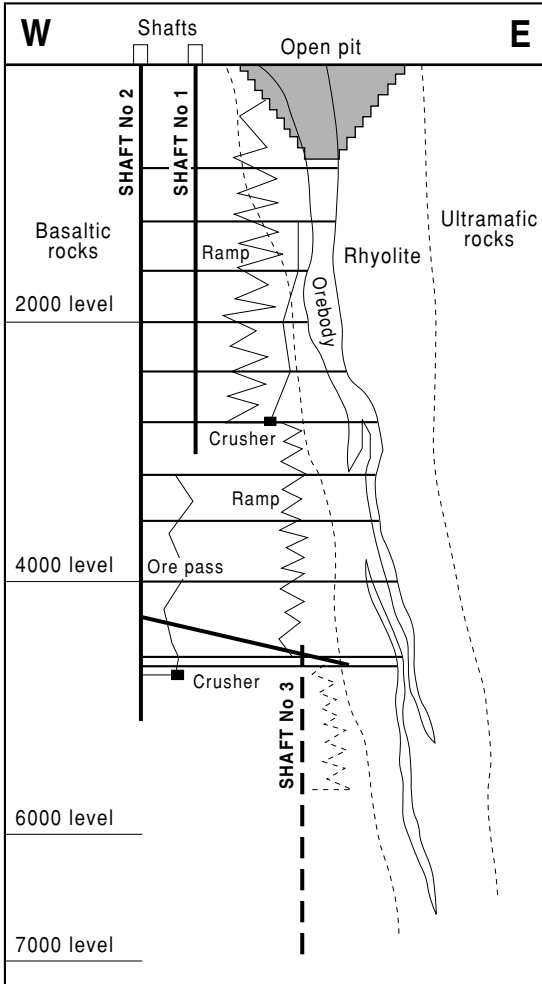 W
Shafts
Open pit
E
SHAFT No 2
SHAFT No 1
Basaltic
rocks
Ramp
Orebody
Rhyolite
Ultramafic
rocks
2000 level
Crusher
Ramp
4000 level
Ore pass
Crusher
SHAFT No 3
6000 level
7000 level